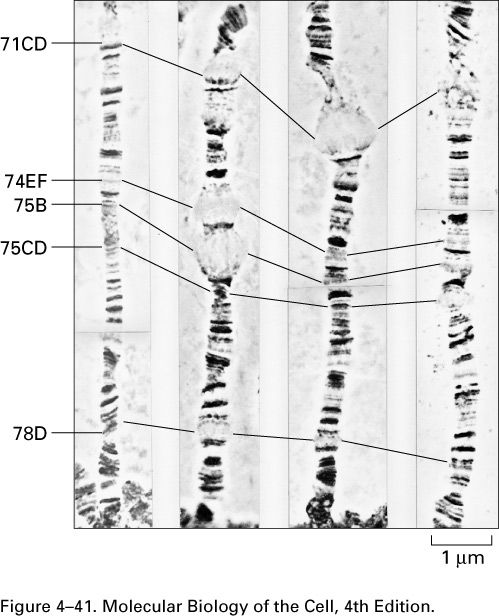 71CD
74EF
75B
75CD
78D
1 µm
Figure 4–41. Molecular Biology of the Cell, 4th Edition.